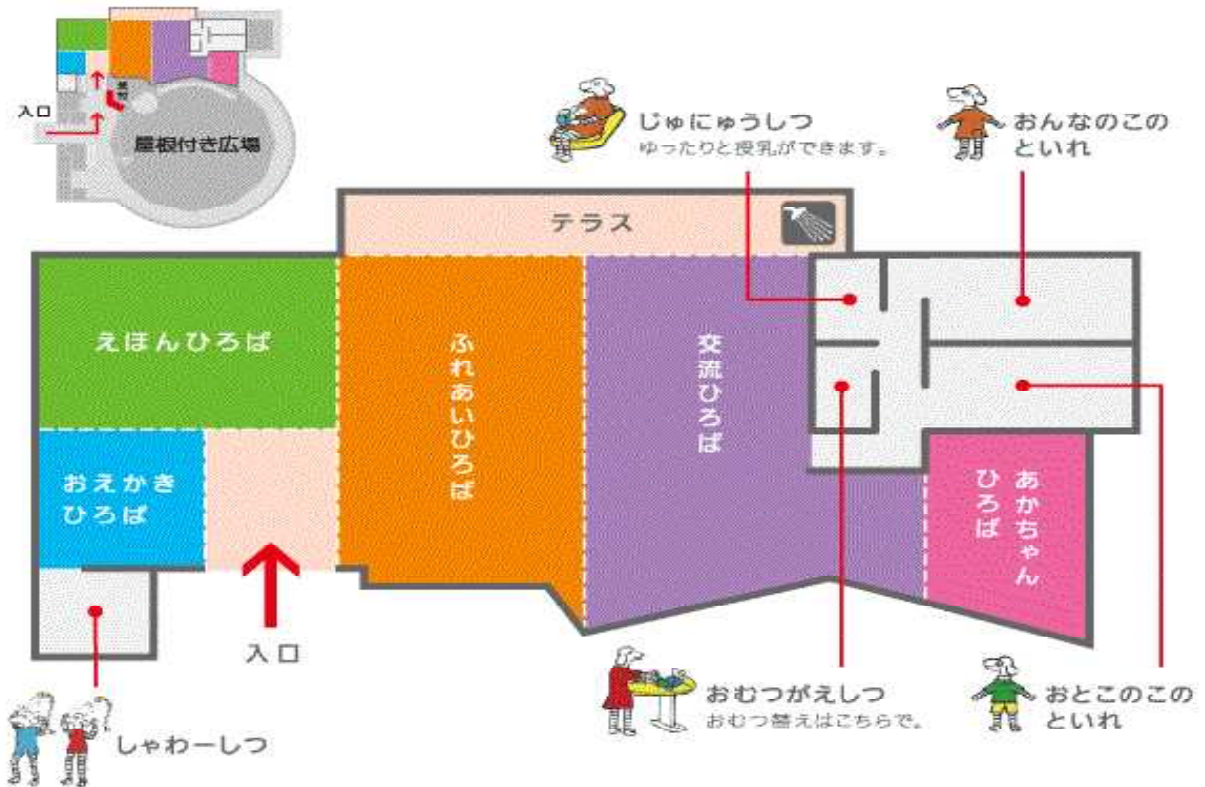 入口
受付
屋根付き広場
じゅにゅうしつ
ゆったりと授乳ができます。
おんなのこの
といれ
テラス
えほんひろば
ふれあいひろば
交流ひろば
おえかき
ひろば
あかちゃん
ひろば
入口
おむつがえしつ
おむつ替えはこちらで。
おとこのこの
といれ
しゃわーしつ